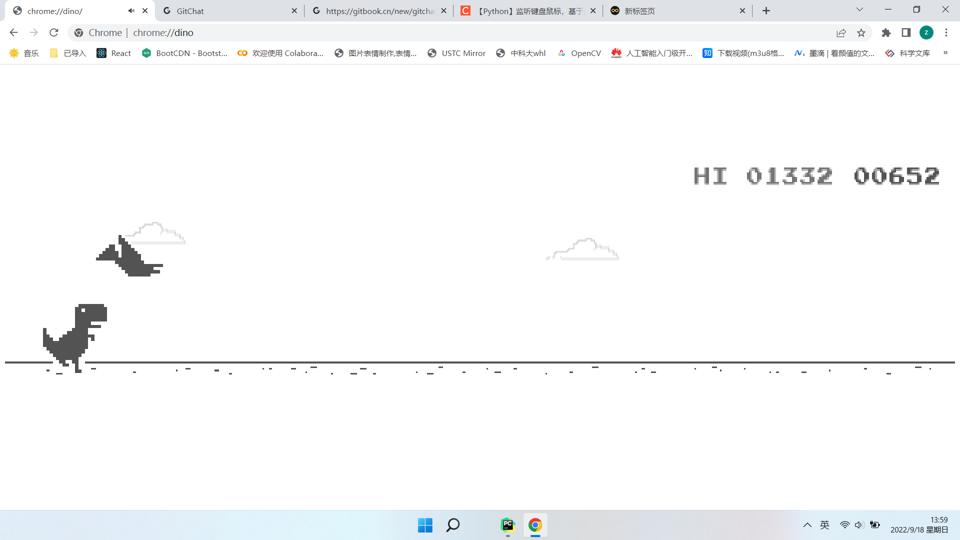 chrome://dino/
GitChat
https://gitbook.cn/new/gitcha
【Python】监听键盘鼠标，基于
新标签页
Chrome | chrome://dino
音乐
已导入
React
BootCDN - Bootst...
欢迎使用 Colabora...
图片表情制作,表情...
USTC Mirror
中科大whl
OpenCV
人工智能入门极开...
下载视频(m3u8格...
墨滴 | 看颜值的文...
科学文库
»
HI 01332 00652
英
13:59
2022/9/18 星期日